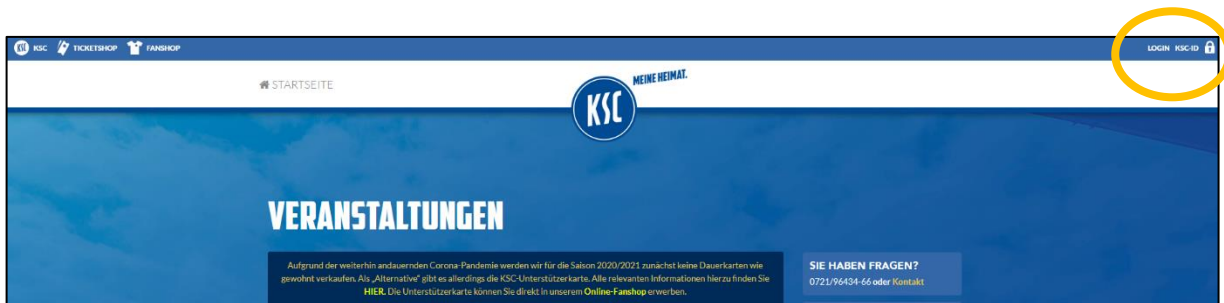 KSC TICKETSHOP FANSHOP LOGIN KSC-ID
STARTSEITE
MEINE HEIMAT.
KSC
VERANSTALTUNGEN
Aufgrund der weiterhin andauernden Corona-Pandemie werden wir für die Saison 2020/2021 zunächst keine Dauerkarten wie
gewohnt verkaufen. Als „Alternative" gibt es allerdings die KSC-Unterstützerkarte. Alle relevanten Informationen hierzu finden Sie
HIER. Die Unterstützerkarte können Sie direkt in unserem Online-Fanshop erwerben.
SIE HABEN FRAGEN?
0721/96434-66 oder Kontakt